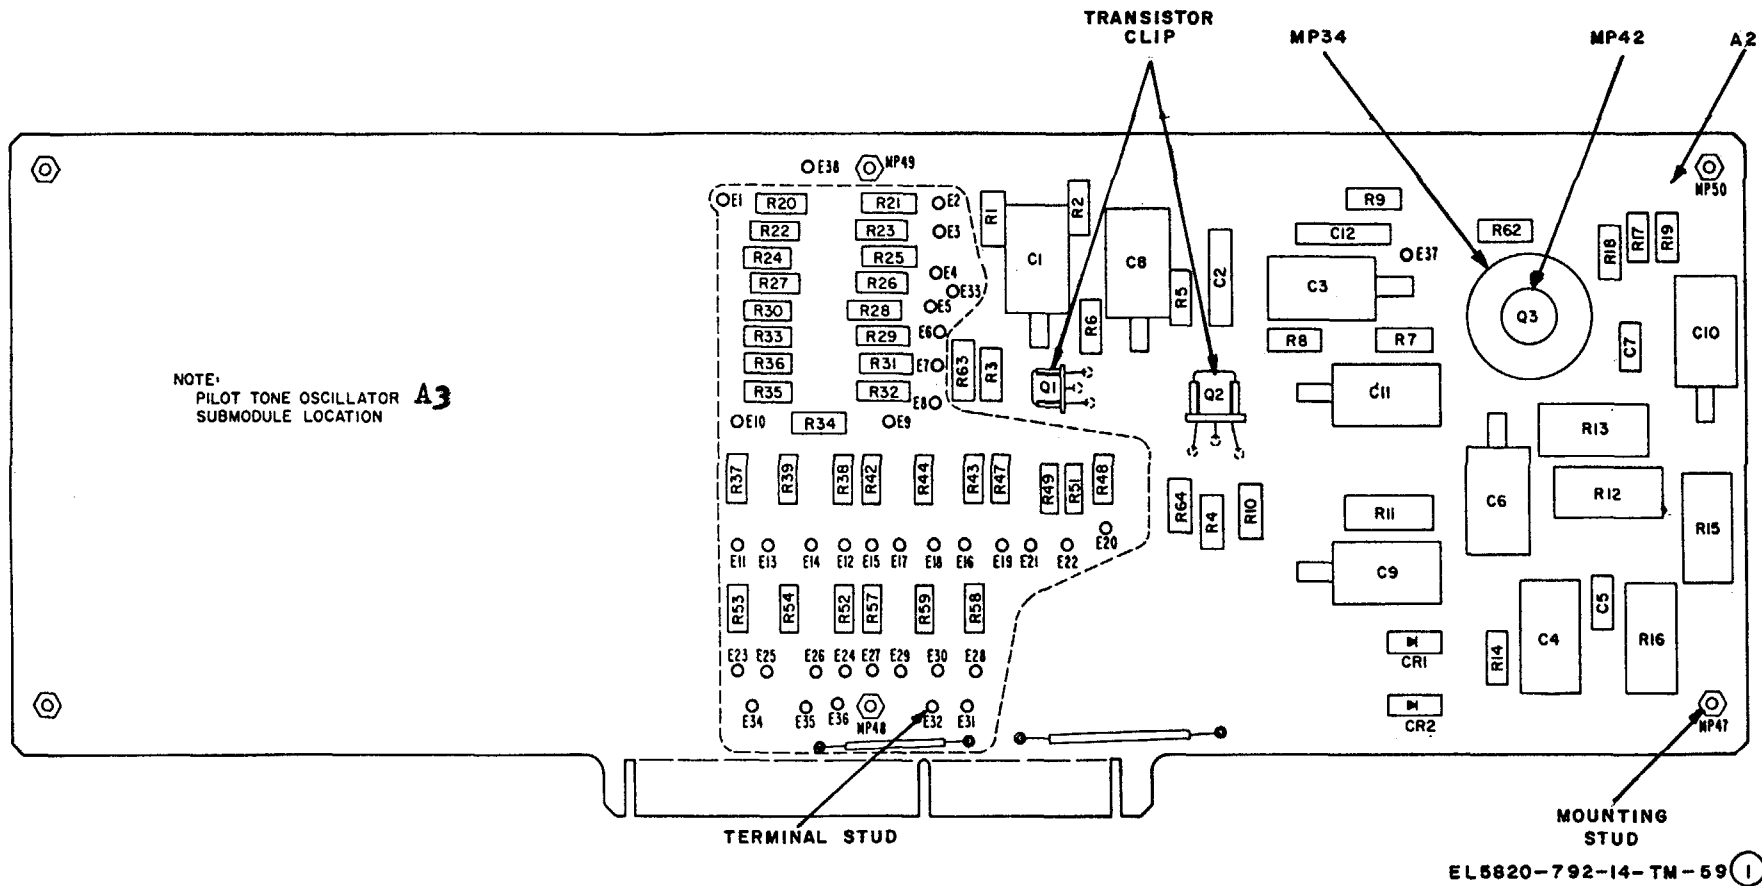 TRANSISTOR
CLIP
MP34
MP42
A2
E38
MP49
MP50
E1
R20
R21
E2
R1
R2
R9
R22
R23
E3
C12
R62
R18
R17
R19
R24
R25
C1
C8
C2
E37
R27
R26
E4
E33
R5
C3
R30
R28
E5
R6
Q3
C10
R33
R29
E6
R8
R7
C7
R36
R31
E7
R63
R3
R35
R32
E8
Q1
Q2
C11
NOTE:
PILOT TONE OSCILLATOR A3
SUBMODULE LOCATION
E10
R34
E9
R13
R37
R39
R38
R42
R44
R43
R47
R49
R51
R48
R64
R4
R10
R11
C6
R12
R15
E11
E13
E14
E12
E15
E17
E18
E16
E19
E21
E22
E20
C9
R53
R54
R52
R57
R59
R58
C5
E23
E25
E26
E24
E27
E29
E30
E28
CR1
R14
C4
R16
E34
E35
E36
MP48
E32
E31
CR2
MP47
TERMINAL STUD
MOUNTING
STUD
EL5820-792-14-TM-59 1